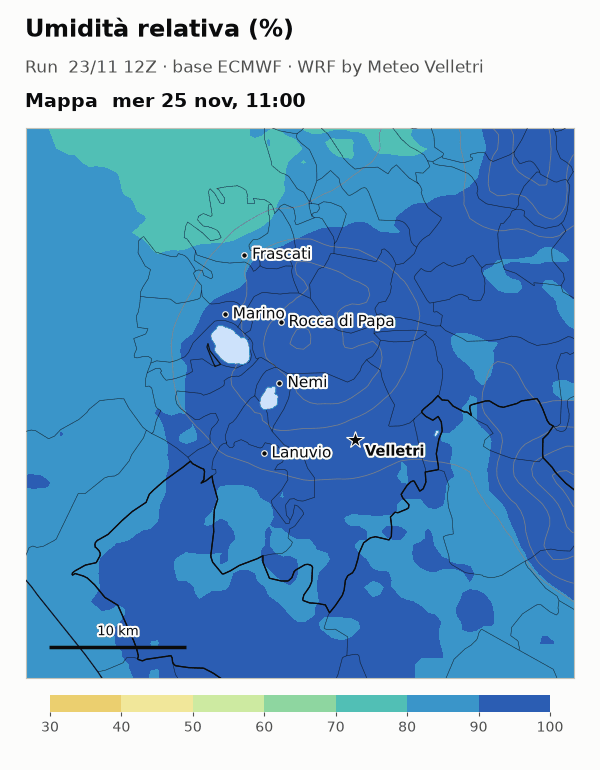 Umidità relativa (%)
Run  23/11 12Z · base ECMWF · WRF by Meteo Velletri
Mappa  mer 25 nov, 11:00
Frascati
Marino
Rocca di Papa
Nemi
Velletri
Lanuvio
10 km
30 40 50 60 70 80 90 100